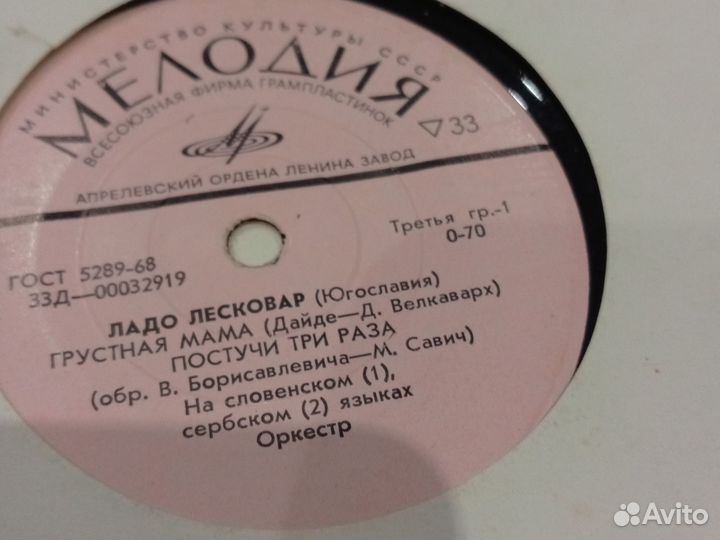 МИНИСТЕРСТВО КУЛЬТУРЫ СССР
МЕЛОДИЯ
ВСЕСОЮЗНАЯ ФИРМА ГРАМПЛАСТИНОК
33
АПРЕЛЕВСКИЙ ОРДЕНА ЛЕНИНА ЗАВОД
ГОСТ 5289-68
33Д—00032919
Третья гр.-1
0-70
ЛАДО ЛЕСКОВАР (Югославия)
ГРУСТНАЯ МАМА (Дайде—Д. Велкаварх)
ПОСТУЧИ ТРИ РАЗА
(обр. В. Борисавлевича—М. Савич)
На словенском (1),
сербском (2) языках
Оркестр
Avito